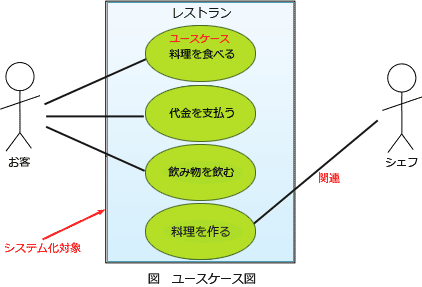 レストラン
ユースケース
料理を食べる
代金を支払う
お客
シェフ
飲み物を飲む
関連
料理を作る
システム化対象
図 ユースケース図